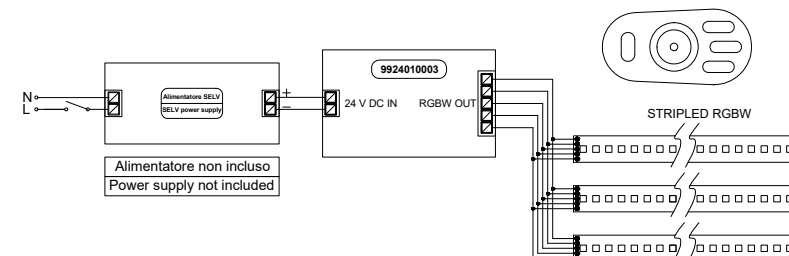 9924010003
N
L
Alimentatore SELV
SELV power supply
+
−
24 V DC IN
RGBW OUT
STRIPLED RGBW
Alimentatore non incluso
Power supply not included